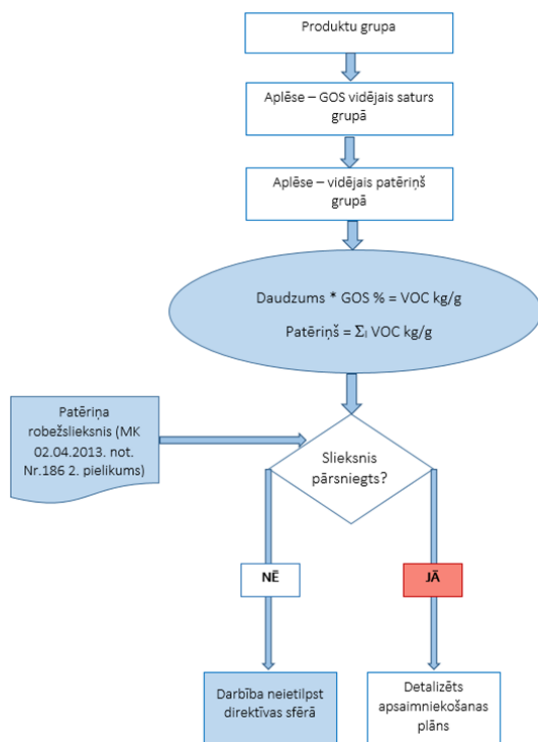 Produktu grupa
Aplēse – GOS vidējais saturs
grupā
Aplēse – vidējais patēriņš
grupā
Daudzums * GOS % = VOC kg/g
Patēriņš = Σᵢ VOC kg/g
Patēriņa
robežslieksnis (MK
02.04.2013. not.
Nr.186 2. pielikums)
Slieksnis
pārsniegts?
NĒ
JĀ
Darbība neietilpst
direktīvas sfērā
Detalizēts
apsaimniekošanas
plāns